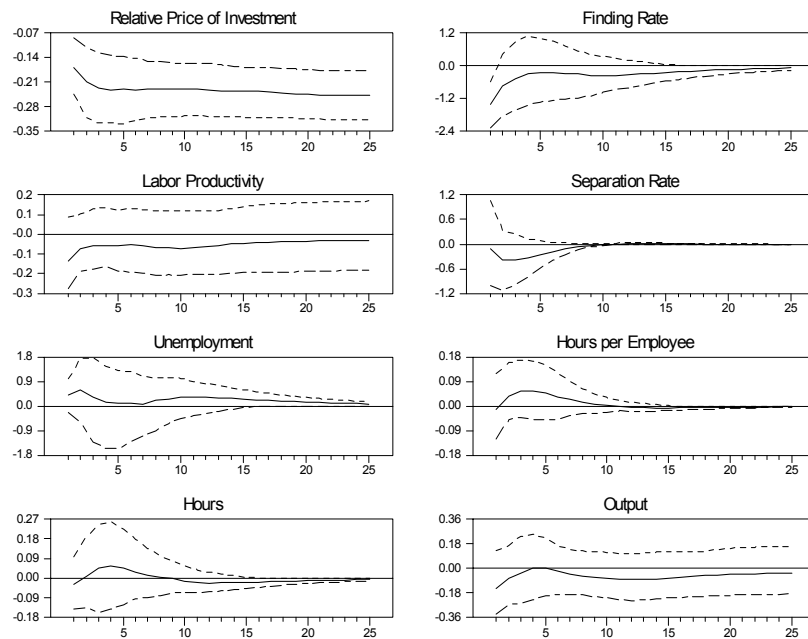 Relative Price of Investment
-0.07
-0.14
-0.21
-0.28
-0.35
5 10 15 20 25
Finding Rate
1.2
0.0
-1.2
-2.4
5 10 15 20 25
Labor Productivity
0.2
0.1
-0.0
-0.1
-0.2
-0.3
5 10 15 20 25
Separation Rate
1.2
0.6
0.0
-0.6
-1.2
5 10 15 20 25
Unemployment
1.8
0.9
0.0
-0.9
-1.8
5 10 15 20 25
Hours per Employee
0.18
0.09
0.00
-0.09
-0.18
5 10 15 20 25
Hours
0.27
0.18
0.09
0.00
-0.09
-0.18
5 10 15 20 25
Output
0.36
0.18
0.00
-0.18
-0.36
5 10 15 20 25